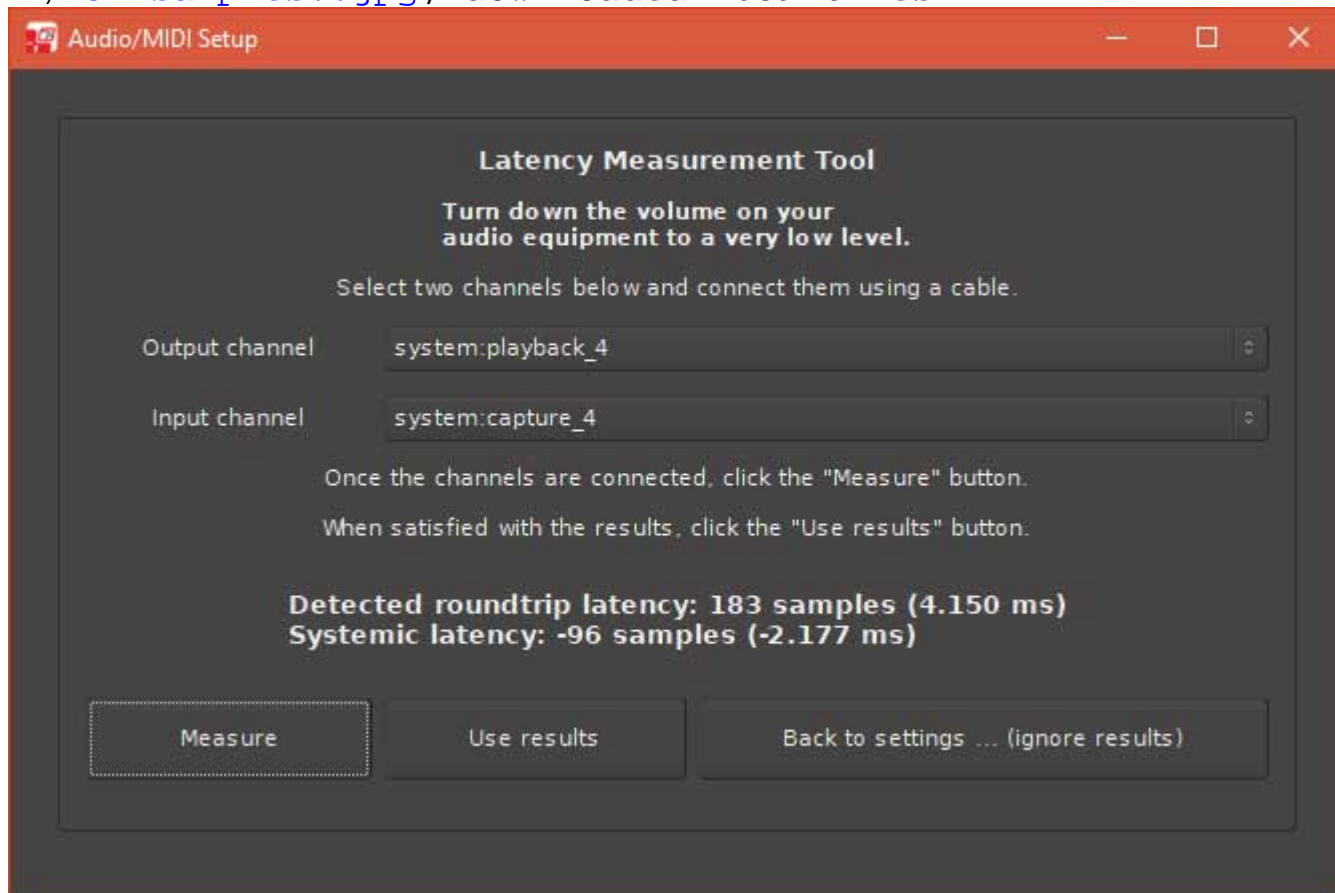 Audio/MIDI Setup
Latency Measurement Tool
Turn down the volume on your
audio equipment to a very low level.
Select two channels below and connect them using a cable.
Output channel system:playback_4
Input channel system:capture_4
Once the channels are connected, click the "Measure" button.
When satisfied with the results, click the "Use results" button.
Detected roundtrip latency: 183 samples (4.150 ms)
Systemic latency: -96 samples (-2.177 ms)
Measure Use results Back to settings ... (ignore results)